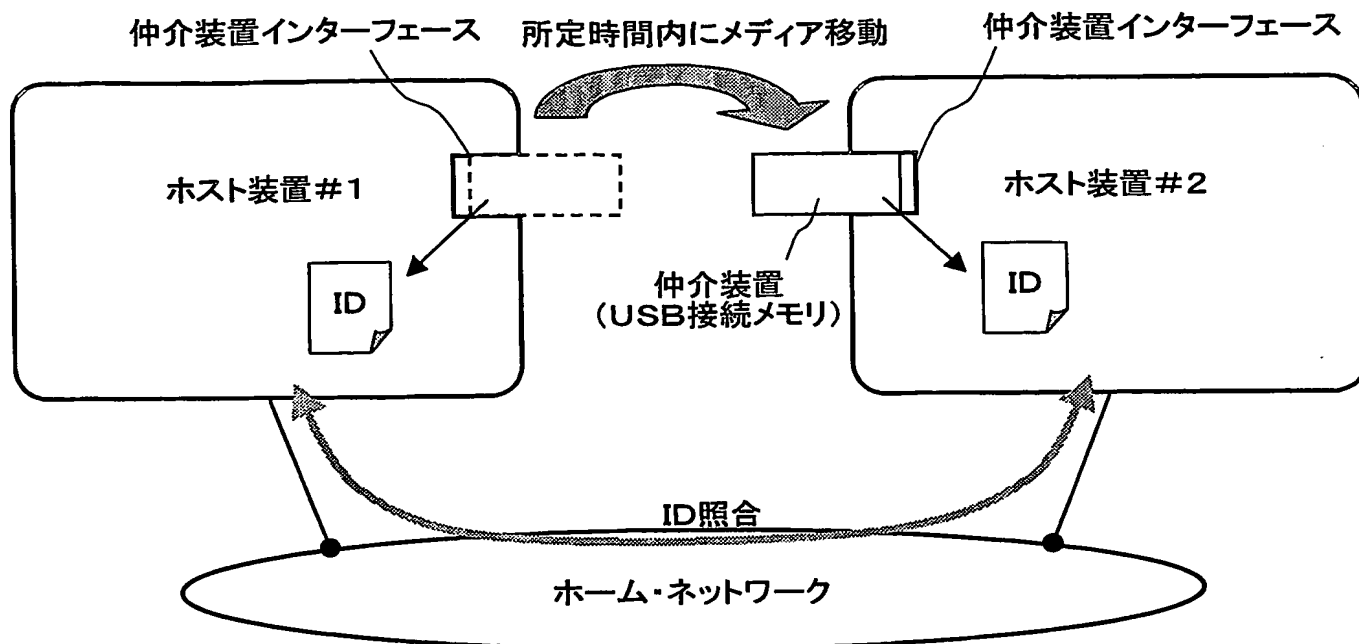 仲介装置インターフェース
所定時間内にメディア移動
仲介装置インターフェース
ホスト装置#1
ホスト装置#2
ID
仲介装置
(USB接続メモリ)
ID
ID照合
ホーム・ネットワーク